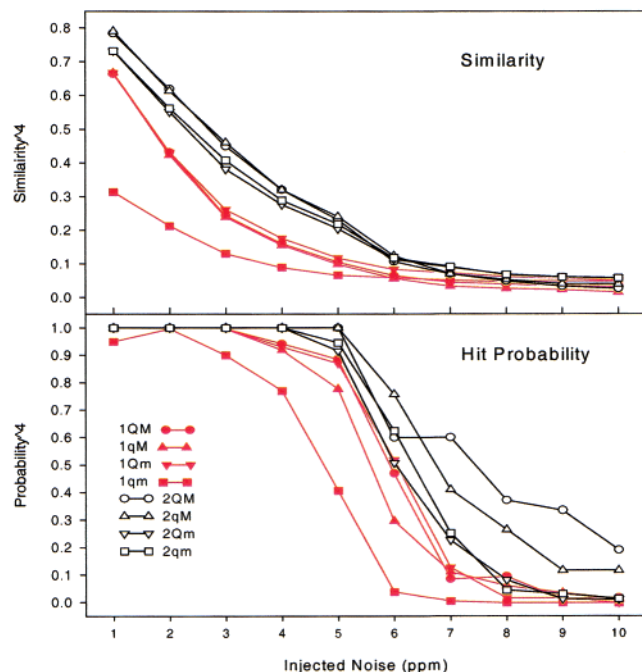 0.8
0.7
0.6
0.5
0.4
0.3
0.2
0.1
0.0
Similairity^4
Similarity
1.0
0.9
0.8
0.7
0.6
0.5
0.4
0.3
0.2
0.1
0.0
Probability^4
Hit Probability
1QM
1qM
1Qm
1qm
2QM
2qM
2Qm
2qm
1 2 3 4 5 6 7 8 9 10
Injected Noise (ppm)